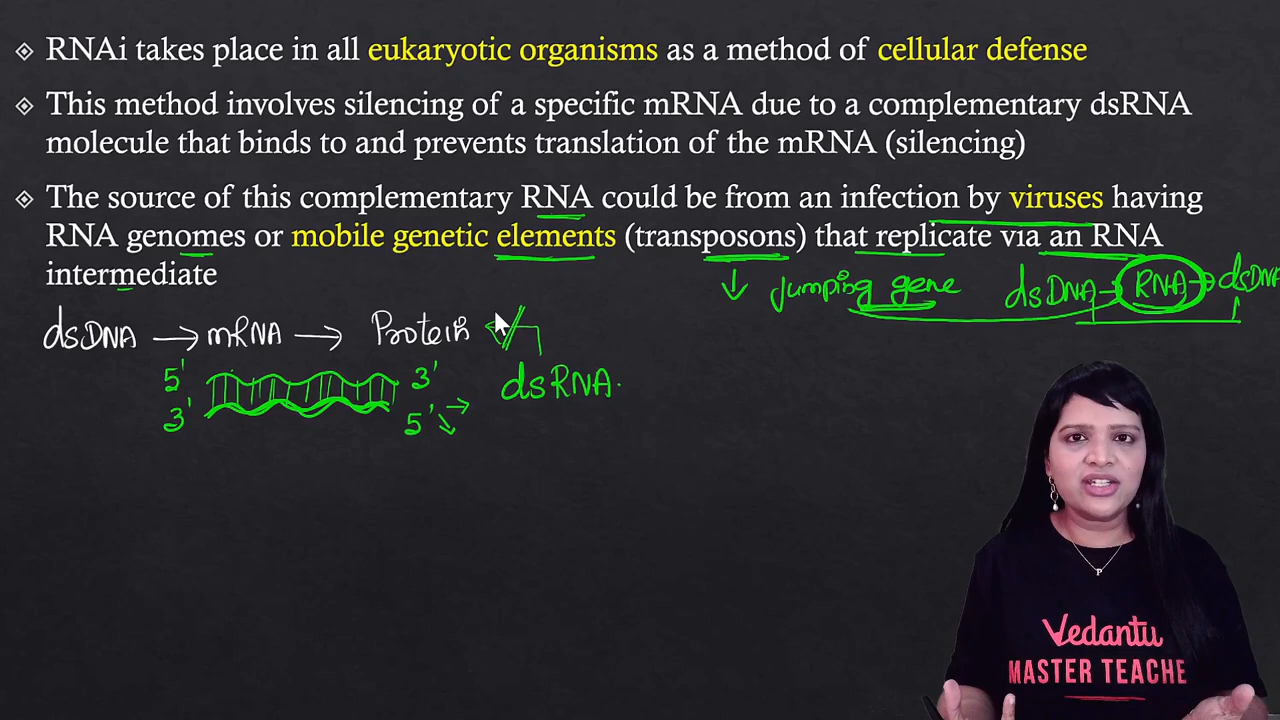 RNAi takes place in all eukaryotic organisms as a method of cellular defense
This method involves silencing of a specific mRNA due to a complementary dsRNA
molecule that binds to and prevents translation of the mRNA (silencing)
The source of this complementary RNA could be from an infection by viruses having
RNA genomes or mobile genetic elements (transposons) that replicate via an RNA
intermediate
↓ Jumping gene dsDNA → RNA → dsDNA
dsDNA → mRNA → Protein
5' 3'
dsRNA.
3' 5'
Vedantu
MASTER TEACHE
P